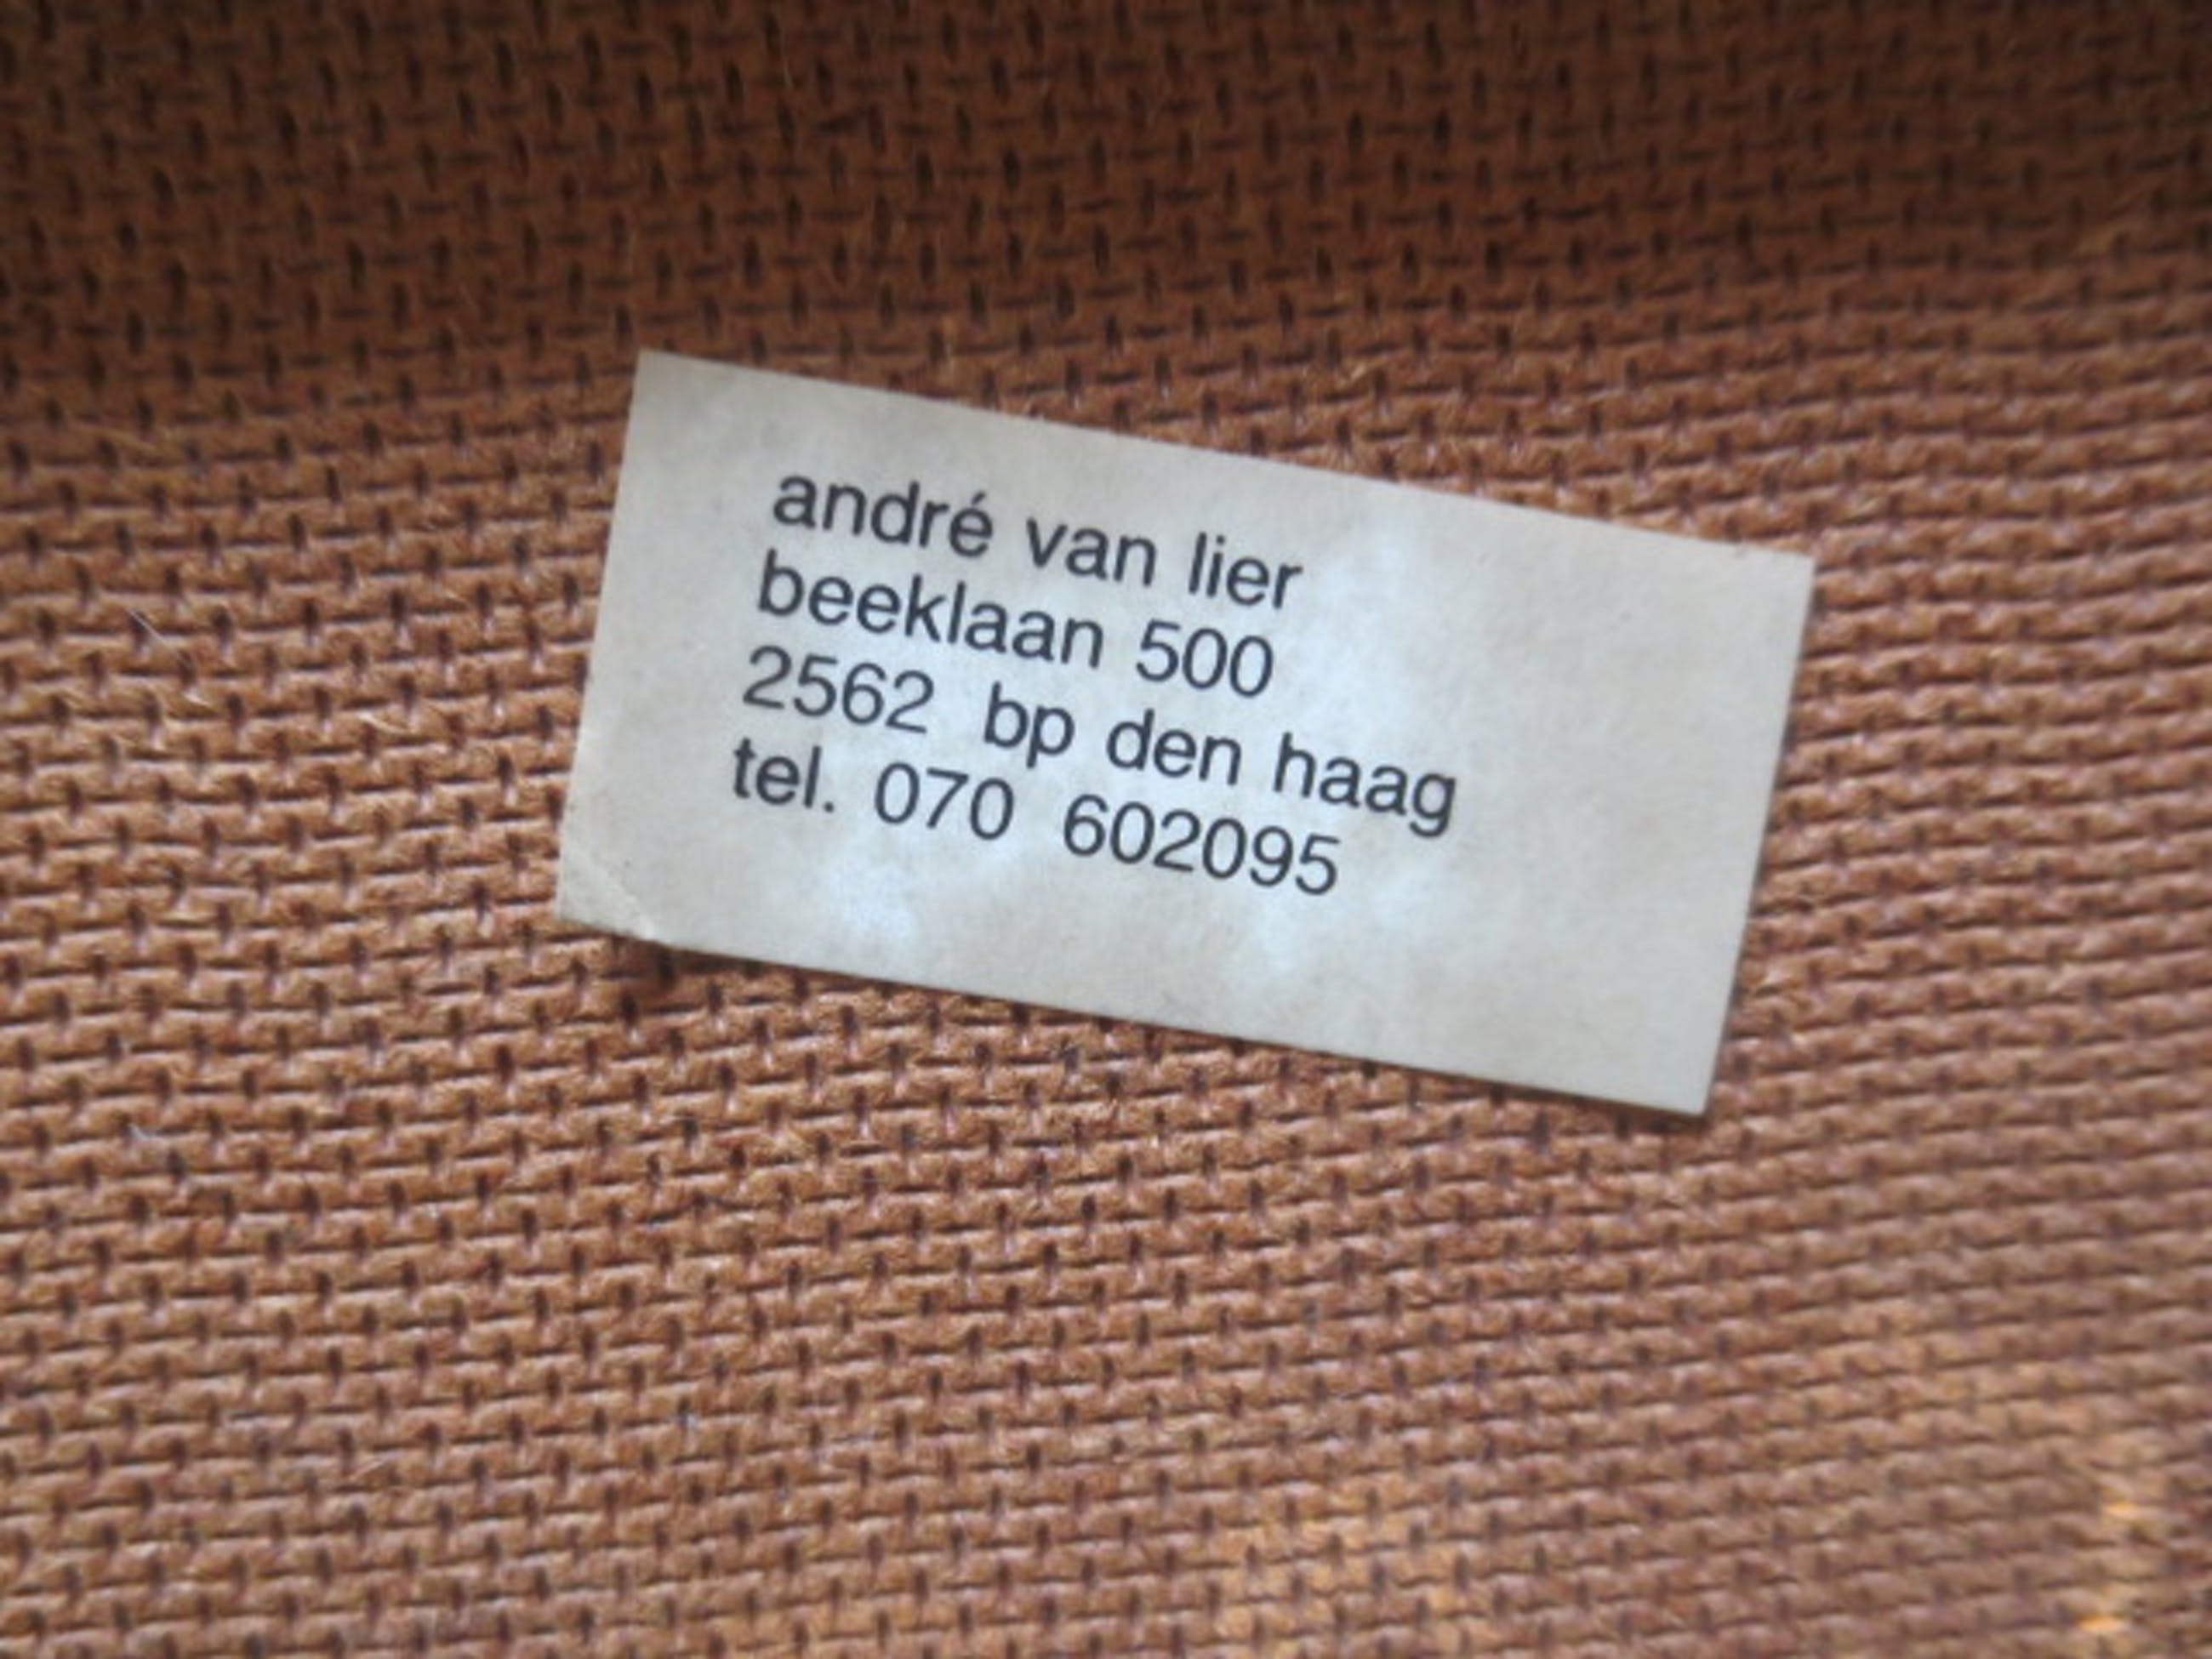 andré van lier
beeklaan 500
2562 bp den haag
tel. 070 602095